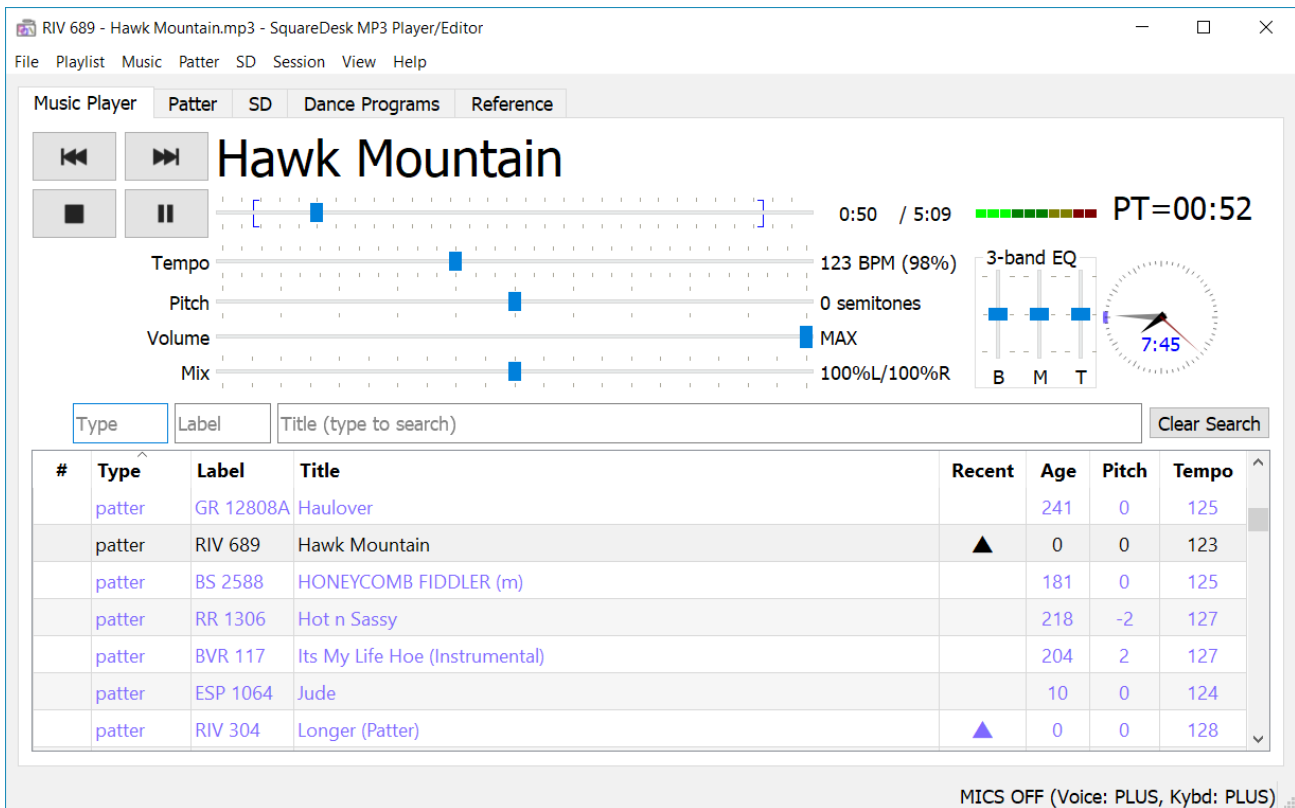 RIV 689 - Hawk Mountain.mp3 - SquareDesk MP3 Player/Editor
File Playlist Music Patter SD Session View Help
Music Player Patter SD Dance Programs Reference
Hawk Mountain
0:50 / 5:09 PT=00:52
Tempo 123 BPM (98%) 3-band EQ
Pitch 0 semitones
Volume MAX 7:45
Mix 100%L/100%R B M T
Type Label Title (type to search) Clear Search
# Type Label Title Recent Age Pitch Tempo
patter GR 12808A Haulover 241 0 125
patter RIV 689 Hawk Mountain ▲ 0 0 123
patter BS 2588 HONEYCOMB FIDDLER (m) 181 0 125
patter RR 1306 Hot n Sassy 218 -2 127
patter BVR 117 Its My Life Hoe (Instrumental) 204 2 127
patter ESP 1064 Jude 10 0 124
patter RIV 304 Longer (Patter) ▲ 0 0 128
MICS OFF (Voice: PLUS, Kybd: PLUS)